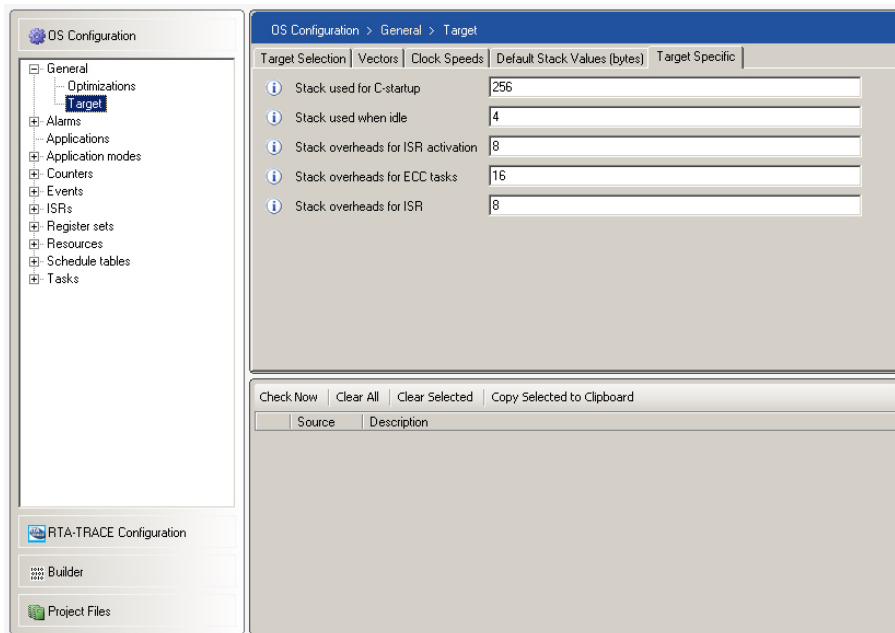 OS Configuration
General
Optimizations
Target
Alarms
Applications
Application modes
Counters
Events
ISRs
Register sets
Resources
Schedule tables
Tasks
RTA-TRACE Configuration
Builder
Project Files
OS Configuration > General > Target
Target Selection Vectors Clock Speeds Default Stack Values (bytes) Target Specific
Stack used for C-startup 256
Stack used when idle 4
Stack overheads for ISR activation 8
Stack overheads for ECC tasks 16
Stack overheads for ISR 8
Check Now Clear All Clear Selected Copy Selected to Clipboard
Source Description